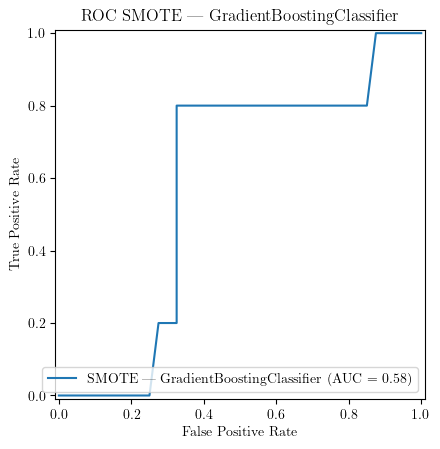 ROC SMOTE — GradientBoostingClassifier
1.0
0.8
0.6
0.4
0.2
0.0
True Positive Rate
SMOTE — GradientBoostingClassifier (AUC = 0.58)
0.0 0.2 0.4 0.6 0.8 1.0
False Positive Rate